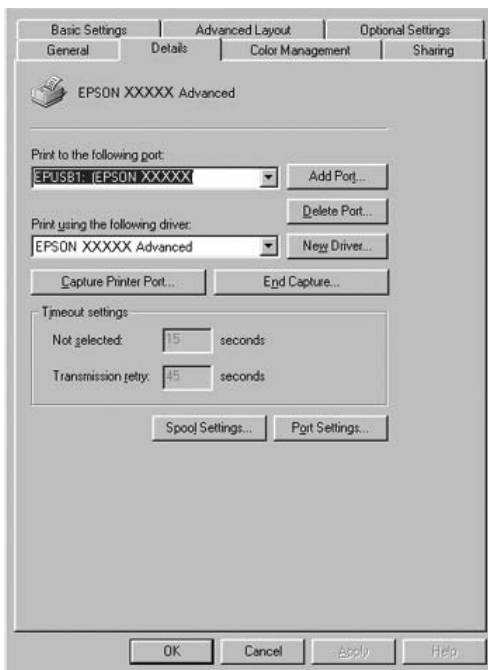 Basic Settings Advanced Layout Optional Settings
General Details Color Management Sharing
EPSON XXXXX Advanced
Print to the following port:
EPUSB1: (EPSON XXXXX Add Port...
Delete Port...
Print using the following driver:
EPSON XXXXX Advanced New Driver...
Capture Printer Port... End Capture...
Timeout settings
Not selected: 15 seconds
Transmission retry: 45 seconds
Spool Settings... Port Settings...
OK Cancel Apply Help